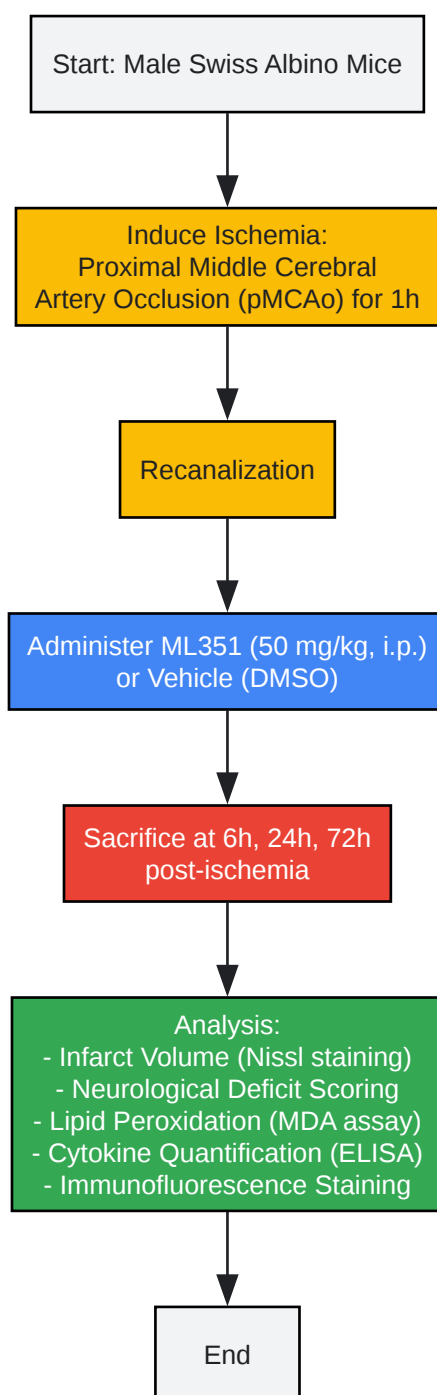 Start: Male Swiss Albino Mice
Induce Ischemia:
Proximal Middle Cerebral
Artery Occlusion (pMCAo) for 1h
Recanalization
Administer ML351 (50 mg/kg, i.p.)
or Vehicle (DMSO)
Sacrifice at 6h, 24h, 72h
post-ischemia
Analysis:
- Infarct Volume (Nissl staining)
- Neurological Deficit Scoring
- Lipid Peroxidation (MDA assay)
- Cytokine Quantification (ELISA)
- Immunofluorescence Staining
End